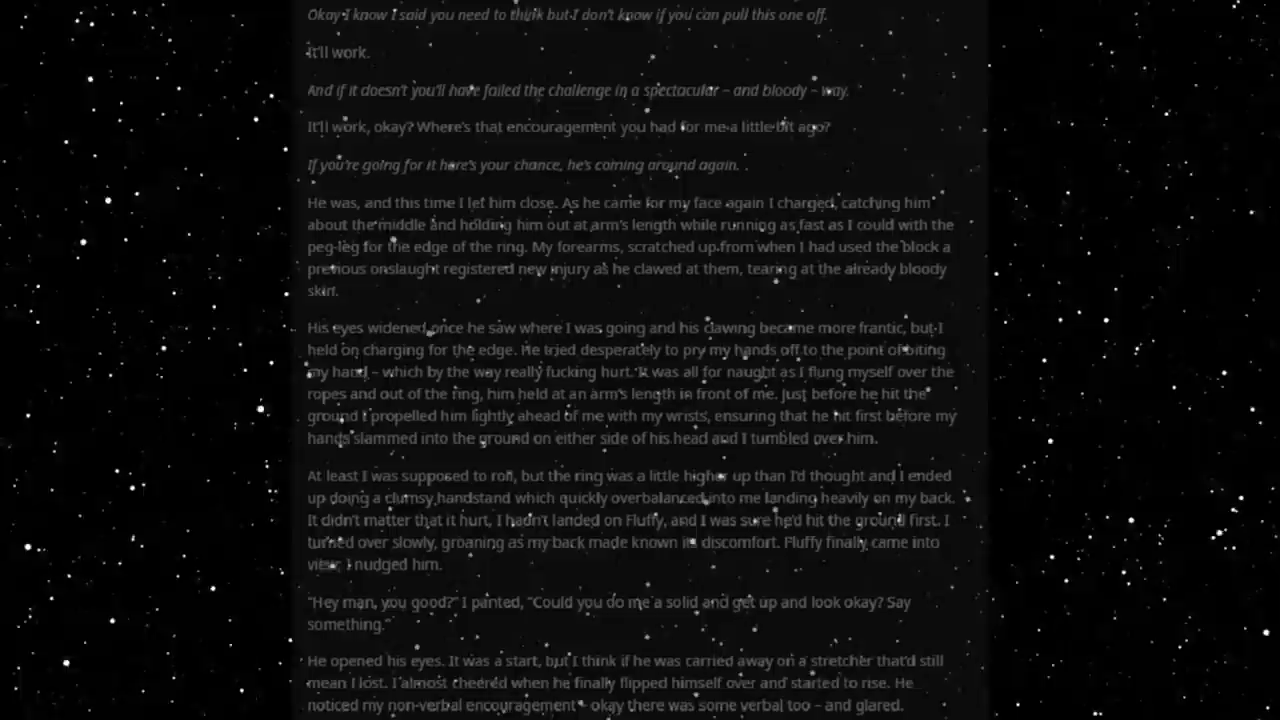 Okay I know I said you need to think but I don't know if you can pull this one off.
It'll work.
And if it doesn't you'll have failed the challenge in a spectacular – and bloody – way.
It'll work, okay? Where's that encouragement you had for me a little bit ago?
If you're going for it here's your chance, he's coming around again.
He was, and this time I let him close. As he came for my face again I charged, catching him
about the middle and holding him out at arm's length while running as fast as I could with the
peg-leg for the edge of the ring. My forearms, scratched up from when I had used the block a
previous onslaught registered new injury as he clawed at them, tearing at the already bloody
skin.
His eyes widened once he saw where I was going and his clawing became more frantic, but I
held on charging for the edge. He tried desperately to pry my hands off to the point of biting
my hand – which by the way really fucking hurt. It was all for naught as I flung myself over the
ropes and out of the ring, him held at an arm's length in front of me. Just before he hit the
ground I propelled him lightly ahead of me with my wrists, ensuring that he hit first before my
hands slammed into the ground on either side of his head and I tumbled over him.
At least I was supposed to roll, but the ring was a little higher up than I'd thought and I ended
up doing a clumsy handstand which quickly overbalanced into me landing heavily on my back.
It didn't matter that it hurt, I hadn't landed on Fluffy, and I was sure he'd hit the ground first. I
turned over slowly, groaning as my back made known its discomfort. Fluffy finally came into
view; I nudged him.
"Hey man, you good?" I panted, "Could you do me a solid and get up and look okay? Say
something."
He opened his eyes. It was a start, but I think if he was carried away on a stretcher that'd still
mean I lost. I almost cheered when he finally flipped himself over and started to rise. He
noticed my non-verbal encouragement – okay there was some verbal too – and glared.